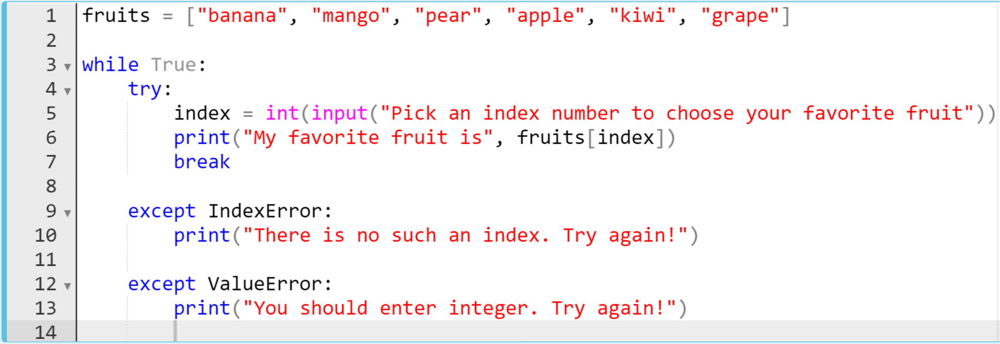 1 fruits = ["banana", "mango", "pear", "apple", "kiwi", "grape"]
2
3 while True:
4     try:
5         index = int(input("Pick an index number to choose your favorite fruit"))
6         print("My favorite fruit is", fruits[index])
7         break
8
9     except IndexError:
10         print("There is no such an index. Try again!")
11
12     except ValueError:
13         print("You should enter integer. Try again!")
14